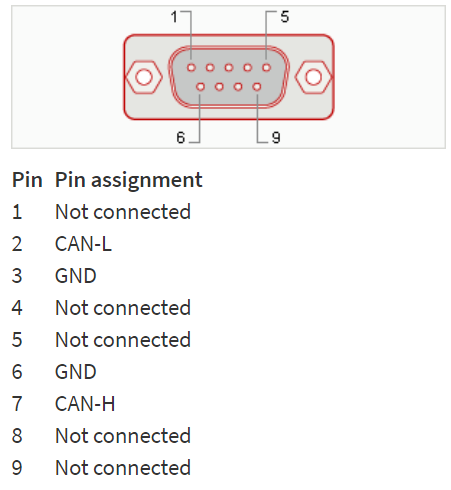 1 5
6 9
Pin Pin assignment
1 Not connected
2 CAN-L
3 GND
4 Not connected
5 Not connected
6 GND
7 CAN-H
8 Not connected
9 Not connected